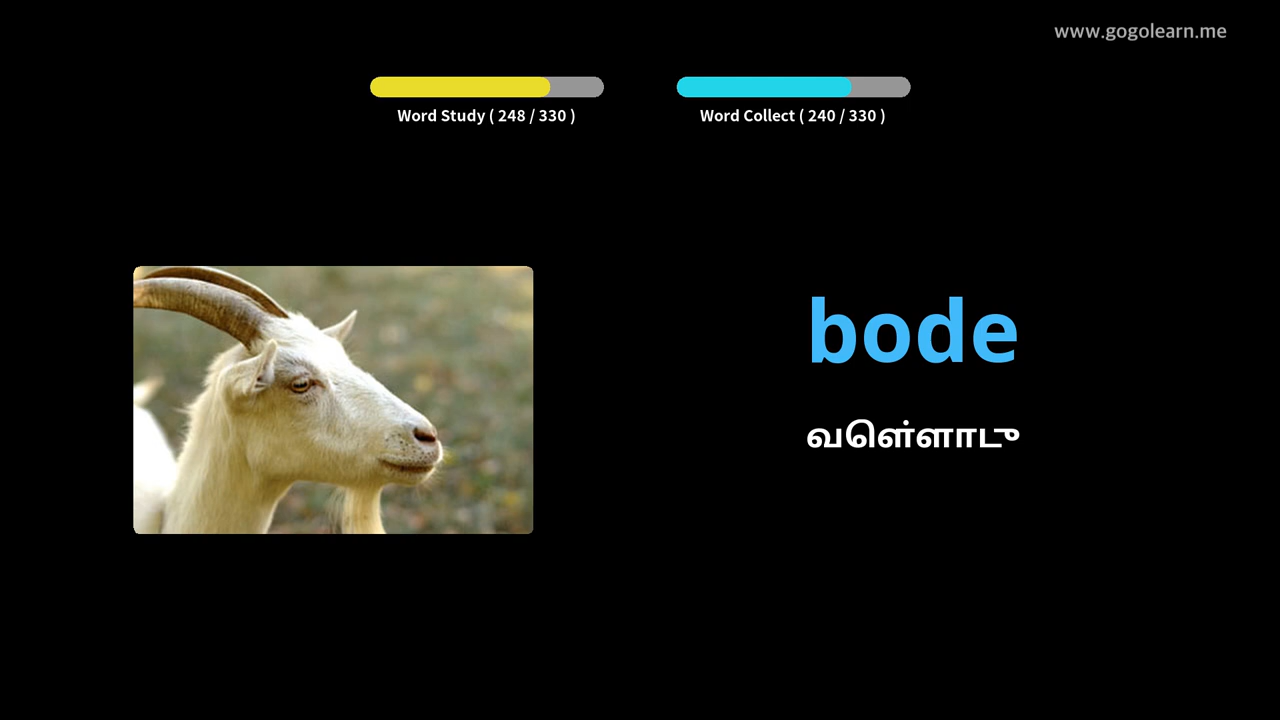 www.gogolearn.me
Word Study ( 248 / 330 )
Word Collect ( 240 / 330 )
bode
வெள்ளாடு